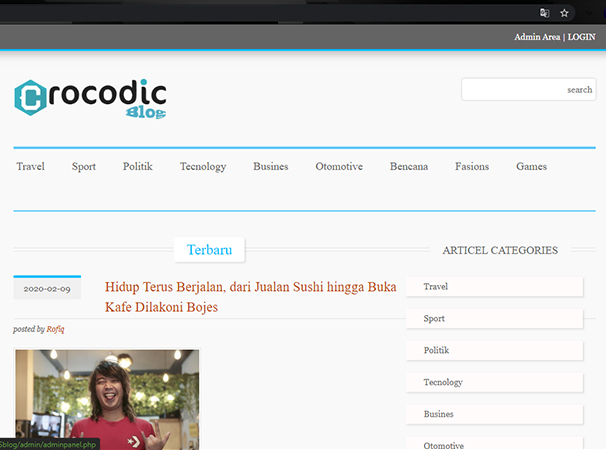 Admin Area | LOGIN
Crocodic
Blog
search
Travel Sport Politik Tecnology Busines Otomotive Bencana Fasions Games
Terbaru
ARTICEL CATEGORIES
2020-02-09
Hidup Terus Berjalan, dari Jualan Sushi hingga Buka
Kafe Dilakoni Bojes
posted by Rofiq
Travel
Sport
Politik
Tecnology
Busines
Otomotive
blog/admin/adminpanel.php